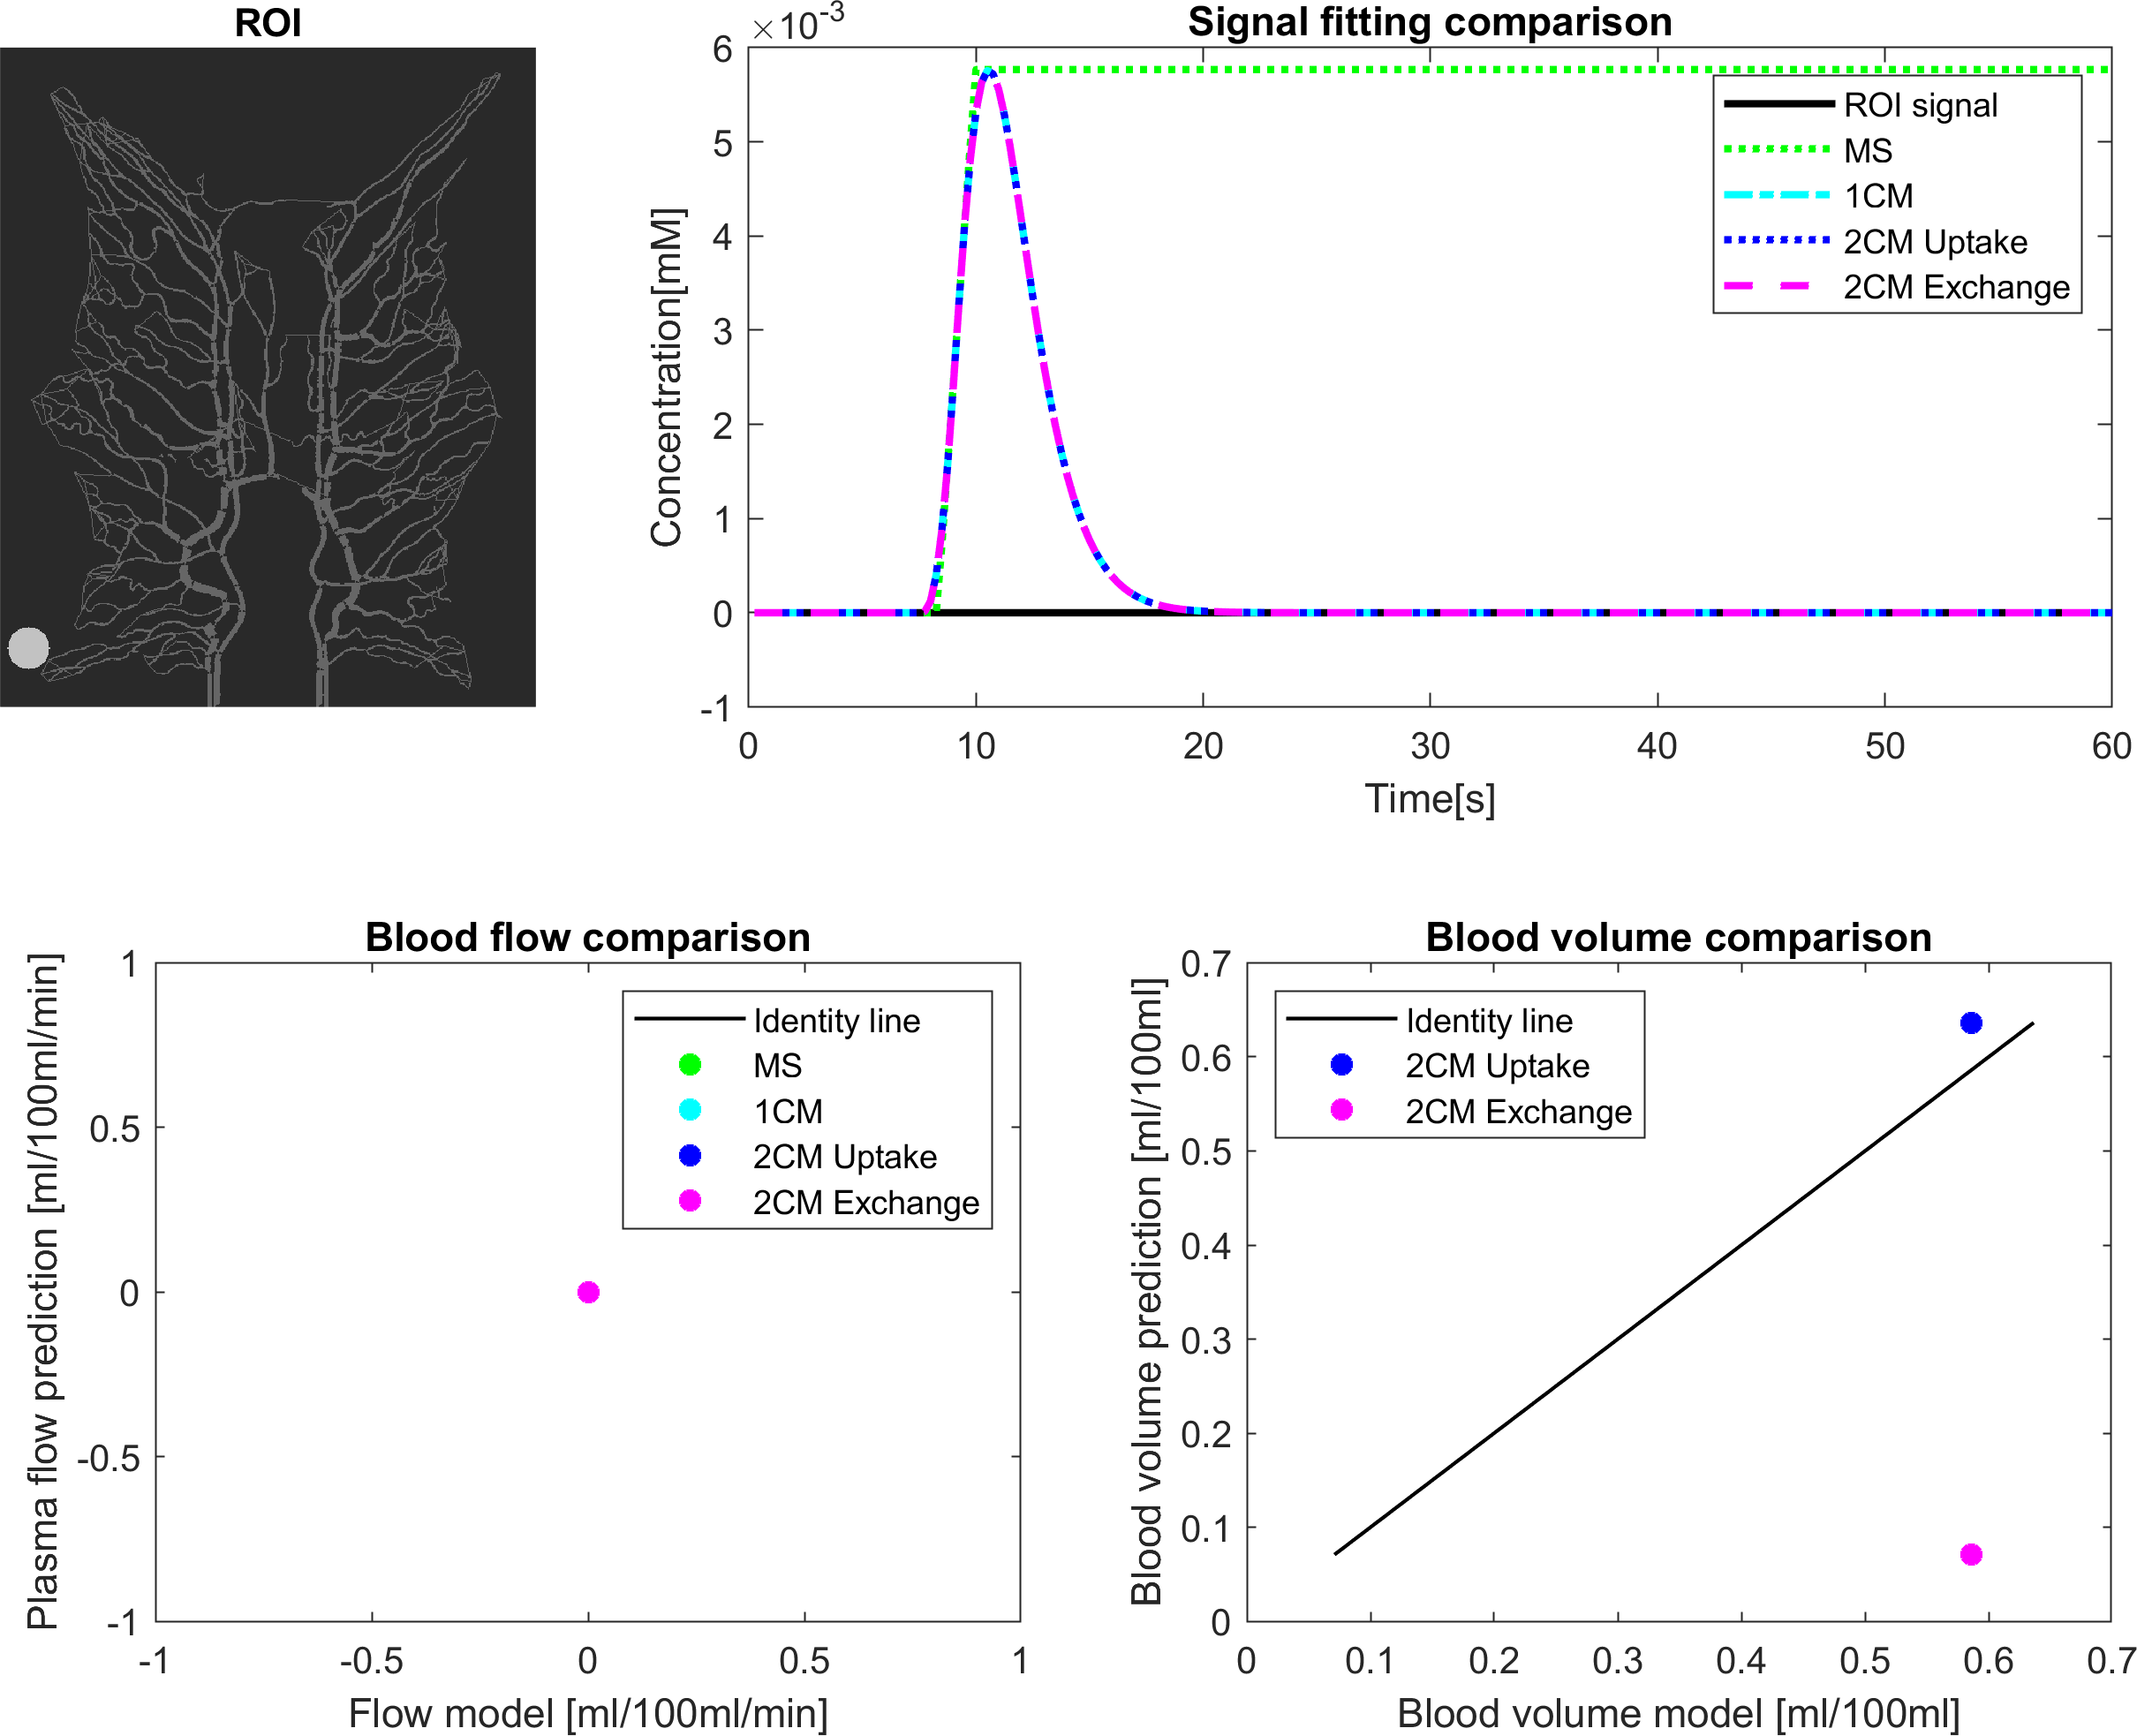 ROI
Signal fitting comparison
×10-3
6
5
4
3
2
1
0
-1
Concentration[mM]
0 10 20 30 40 50 60
Time[s]
ROI signal
MS
1CM
2CM Uptake
2CM Exchange
Blood flow comparison
1
0.5
0
-0.5
-1
Plasma flow prediction [ml/100ml/min]
-1 -0.5 0 0.5 1
Flow model [ml/100ml/min]
Identity line
MS
1CM
2CM Uptake
2CM Exchange
Blood volume comparison
0.7
0.6
0.5
0.4
0.3
0.2
0.1
0
Blood volume prediction [ml/100ml]
0 0.1 0.2 0.3 0.4 0.5 0.6 0.7
Blood volume model [ml/100ml]
Identity line
2CM Uptake
2CM Exchange